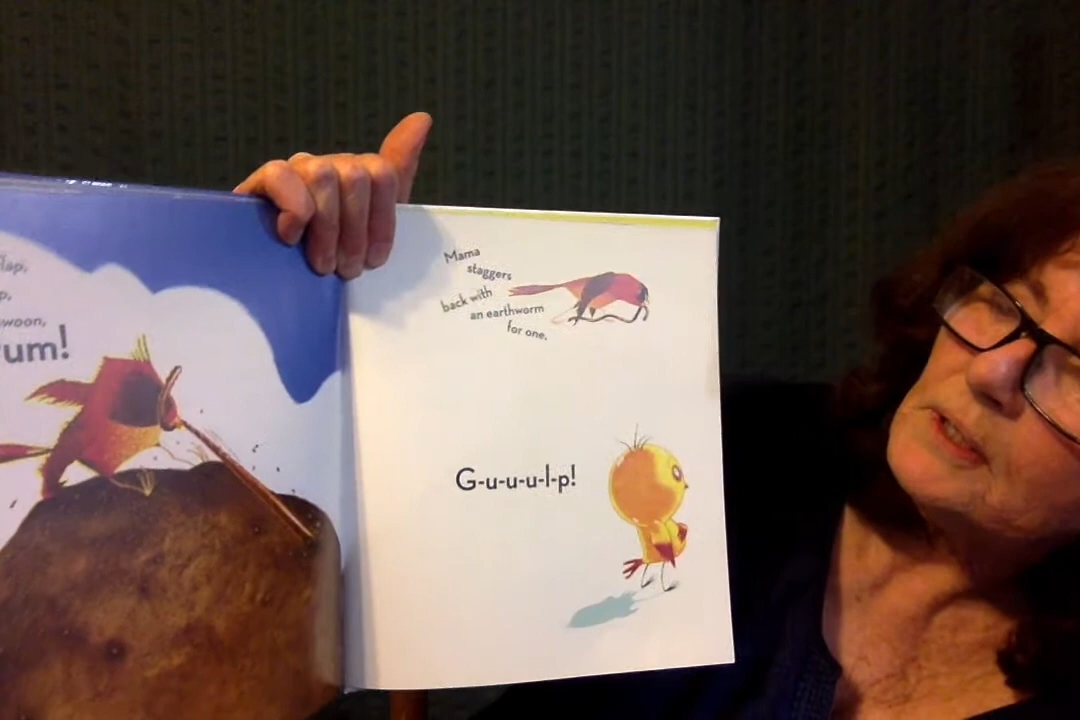 Mama
staggers
back with
an earthworm
for one.
G-u-u-u-l-p!